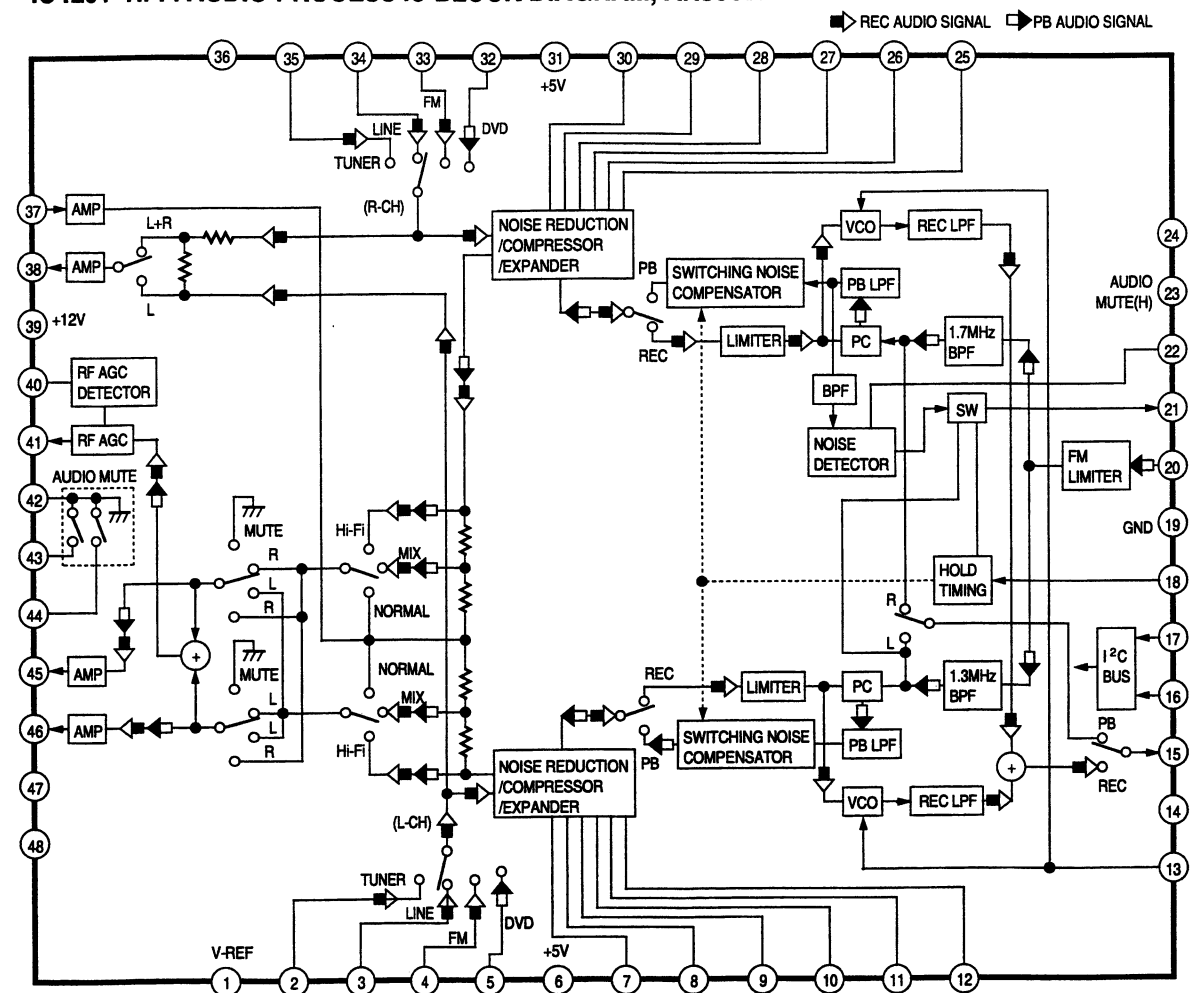 REC AUDIO SIGNAL PB AUDIO SIGNAL
36 35 34 33 32 31 30 29 28 27 26 25
+5V
FM
LINE
DVD
TUNER
(R-CH)
37 AMP
L+R
38 AMP
L
39 +12V
40 RF AGC
DETECTOR
41 RF AGC
AUDIO MUTE
42
43
44
45 AMP
46 AMP
47
48
NOISE REDUCTION
/COMPRESSOR
/EXPANDER
PB
REC
SWITCHING NOISE
COMPENSATOR
VCO
REC LPF
PB LPF
LIMITER
PC
1.7MHz
BPF
BPF
NOISE
DETECTOR
SW
FM
LIMITER
HOLD
TIMING
24
AUDIO
MUTE(H)
23
22
21
20
GND 19
18
17
I²C
BUS
16
PB
15
REC
14
13
MUTE
R
L
R
MUTE
L
L
R
+
Hi-Fi
MIX
NORMAL
NORMAL
MIX
Hi-Fi
R
L
REC
PB
LIMITER
PC
1.3MHz
BPF
SWITCHING NOISE
COMPENSATOR
PB LPF
VCO
REC LPF
+
NOISE REDUCTION
/COMPRESSOR
/EXPANDER
(L-CH)
TUNER
LINE
FM
DVD
V-REF
+5V
1 2 3 4 5 6 7 8 9 10 11 12